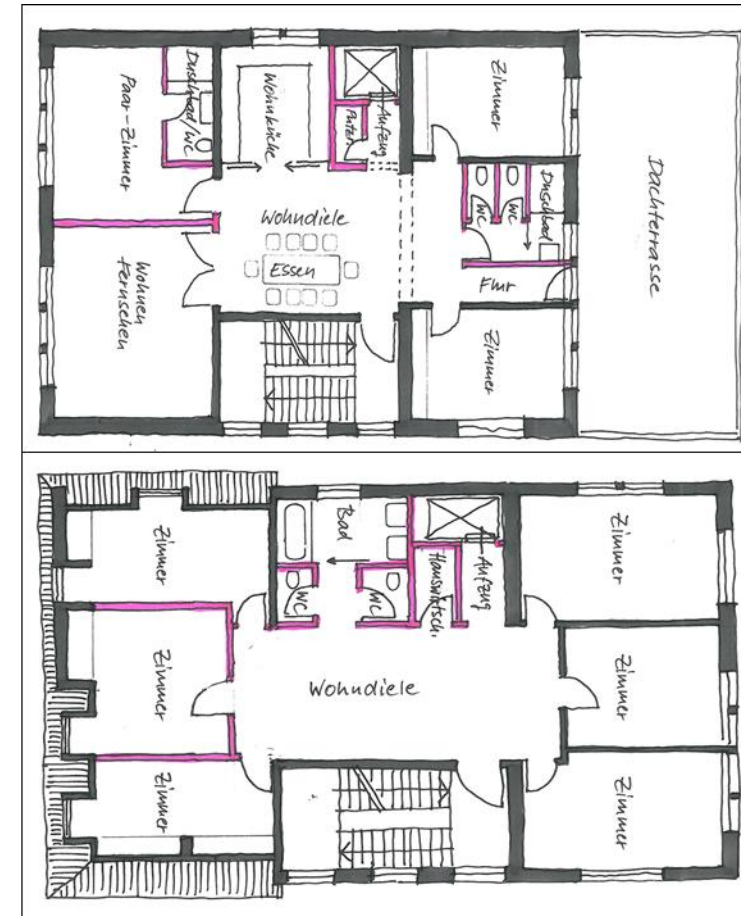 Paar-Zimmer
Duschbad/WC
Wohnküche
Aufzug
Putzr.
Zimmer
Wohndiele
Essen
WC
WC
Duschbad
Flur
Wohnen
Fernsehen
Zimmer
Dachterrasse
Zimmer
Bad
WC
WC
Hauswirtsch.
Aufzug
Zimmer
Zimmer
Wohndiele
Zimmer
Zimmer
Zimmer